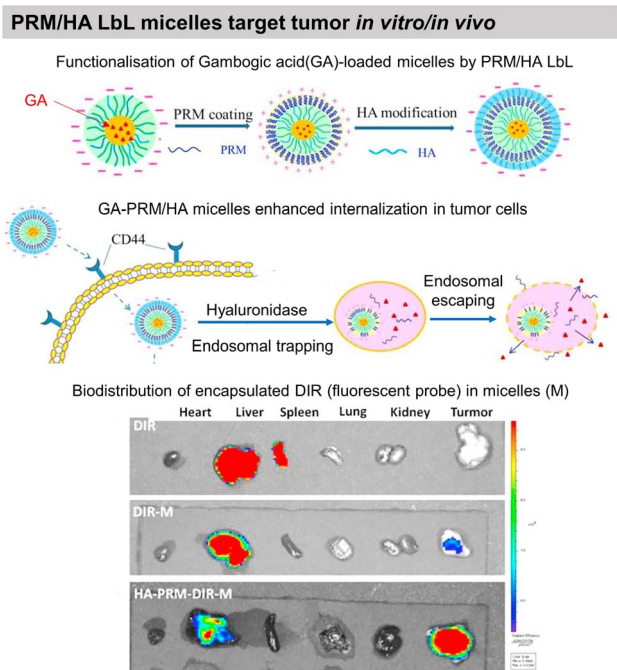 PRM/HA LbL micelles target tumor in vitro/in vivo
Functionalisation of Gambogic acid(GA)-loaded micelles by PRM/HA LbL
GA
PRM coating
HA modification
PRM
HA
GA-PRM/HA micelles enhanced internalization in tumor cells
CD44
Hyaluronidase
Endosomal trapping
Endosomal
escaping
Biodistribution of encapsulated DIR (fluorescent probe) in micelles (M)
Heart Liver Spleen Lung Kidney Turmor
DIR
DIR-M
HA-PRM-DIR-M